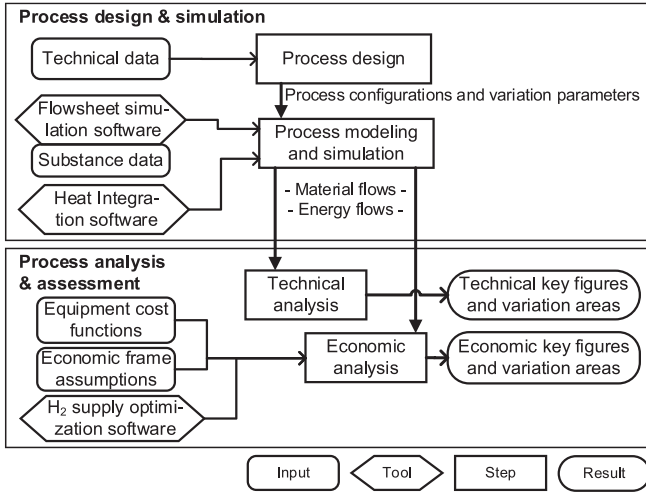 Process design & simulation
Technical data
Process design
Process configurations and variation parameters
Flowsheet simu-
lation software
Process modeling
and simulation
Substance data
Heat Integ-
ration software
- Material flows -
- Energy flows -
Process analysis
& assessment
Technical
analysis
Technical key figures
and variation areas
Equipment cost
functions
Economic frame
assumptions
Economic
analysis
Economic key figures
and variation areas
H₂ supply optimi-
zation software
Input
Tool
Step
Result